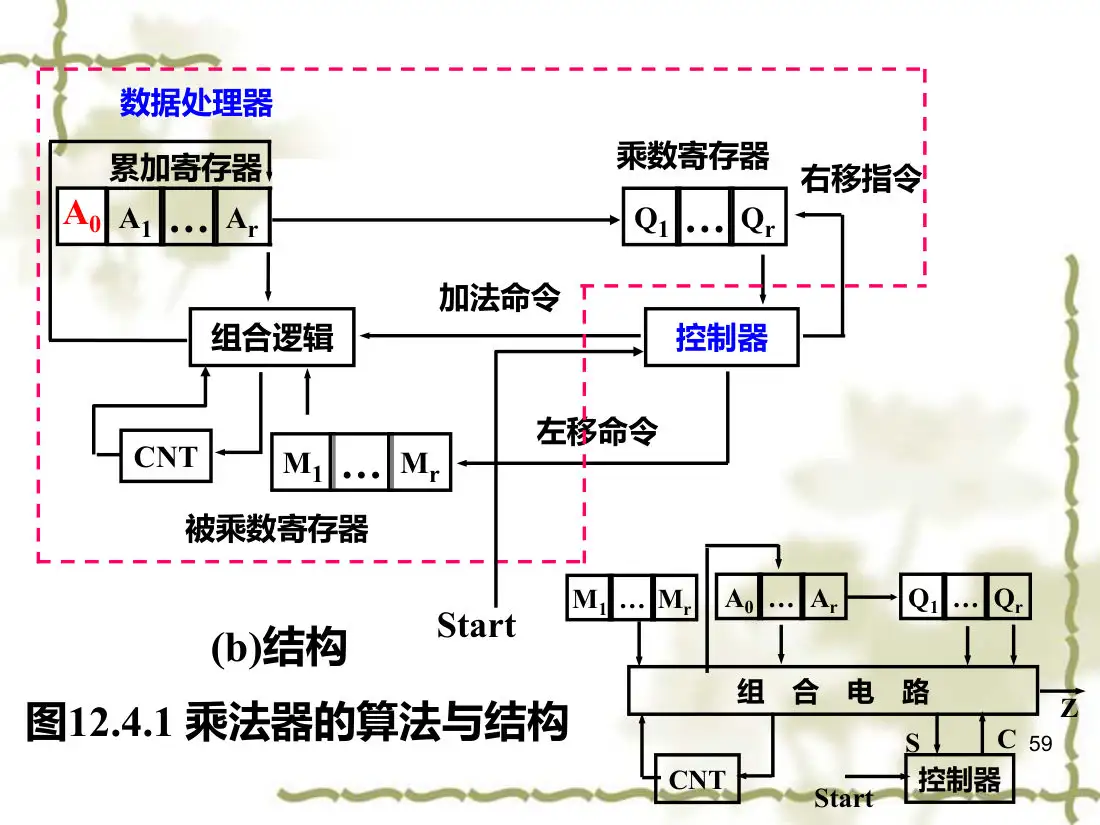 数据处理器
累加寄存器
乘数寄存器
右移指令
A0 A1 … Ar
Q1 … Qr
加法命令
组合逻辑
控制器
左移命令
CNT
M1 … Mr
被乘数寄存器
Start
(b)结构
图12.4.1 乘法器的算法与结构
M1 … Mr
A0 … Ar
Q1 … Qr
组 合 电 路
Z
S
C
59
CNT
控制器
Start